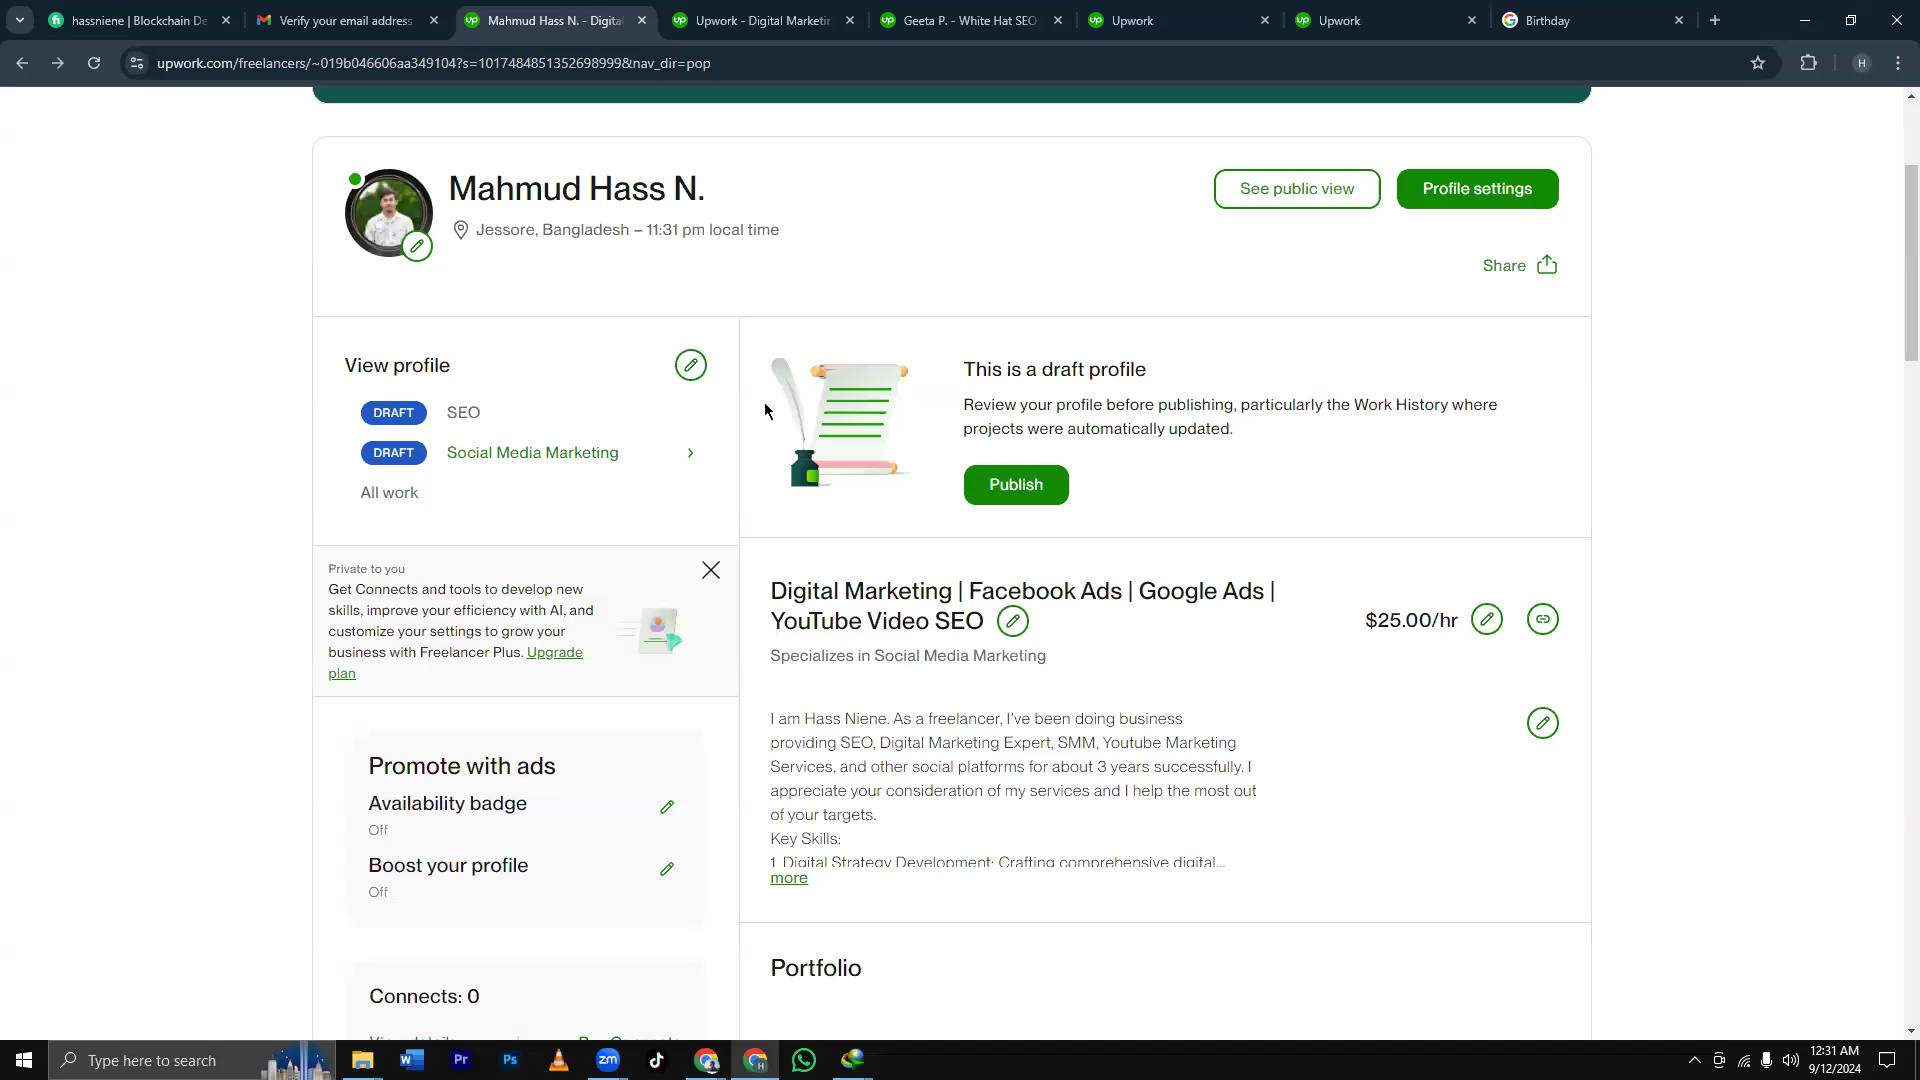 hassniene | Blockchain De
Verify your email address
Mahmud Hass N. - Digital
Upwork - Digital Marketin
Geeta P. - White Hat SEO
Upwork
Upwork
Birthday
upwork.com/freelancers/~019b046606aa349104?s=1017484851352698999&nav_dir=pop
H
Mahmud Hass N.
See public view
Profile settings
Jessore, Bangladesh – 11:31 pm local time
Share
View profile
DRAFT SEO
DRAFT Social Media Marketing
All work
This is a draft profile
Review your profile before publishing, particularly the Work History where
projects were automatically updated.
Publish
Private to you
Get Connects and tools to develop new
skills, improve your efficiency with AI, and
customize your settings to grow your
business with Freelancer Plus. Upgrade
plan
Digital Marketing | Facebook Ads | Google Ads |
YouTube Video SEO
$25.00/hr
Specializes in Social Media Marketing
I am Hass Niene. As a freelancer, I've been doing business
providing SEO, Digital Marketing Expert, SMM, Youtube Marketing
Services, and other social platforms for about 3 years successfully. I
appreciate your consideration of my services and I help the most out
of your targets.
Key Skills:
1. Digital Strategy Development: Crafting comprehensive digital...
more
Promote with ads
Availability badge
Off
Boost your profile
Off
Connects: 0
Portfolio
Type here to search
12:31 AM
9/12/2024